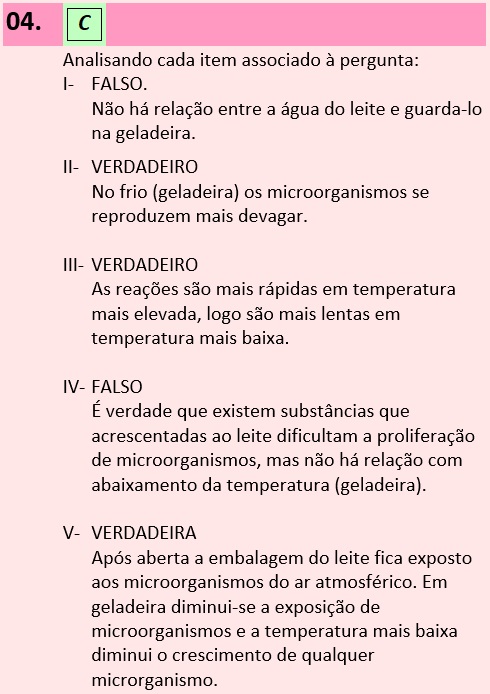 04. C
Analisando cada item associado à pergunta:
I- FALSO.
Não há relação entre a água do leite e guarda-lo
na geladeira.
II- VERDADEIRO
No frio (geladeira) os microorganismos se
reproduzem mais devagar.
III- VERDADEIRO
As reações são mais rápidas em temperatura
mais elevada, logo são mais lentas em
temperatura mais baixa.
IV- FALSO
É verdade que existem substâncias que
acrescentadas ao leite dificultam a proliferação
de microorganismos, mas não há relação com
abaixamento da temperatura (geladeira).
V- VERDADEIRA
Após aberta a embalagem do leite fica exposto
aos microorganismos do ar atmosférico. Em
geladeira diminui-se a exposição de
microorganismos e a temperatura mais baixa
diminui o crescimento de qualquer
microrganismo.